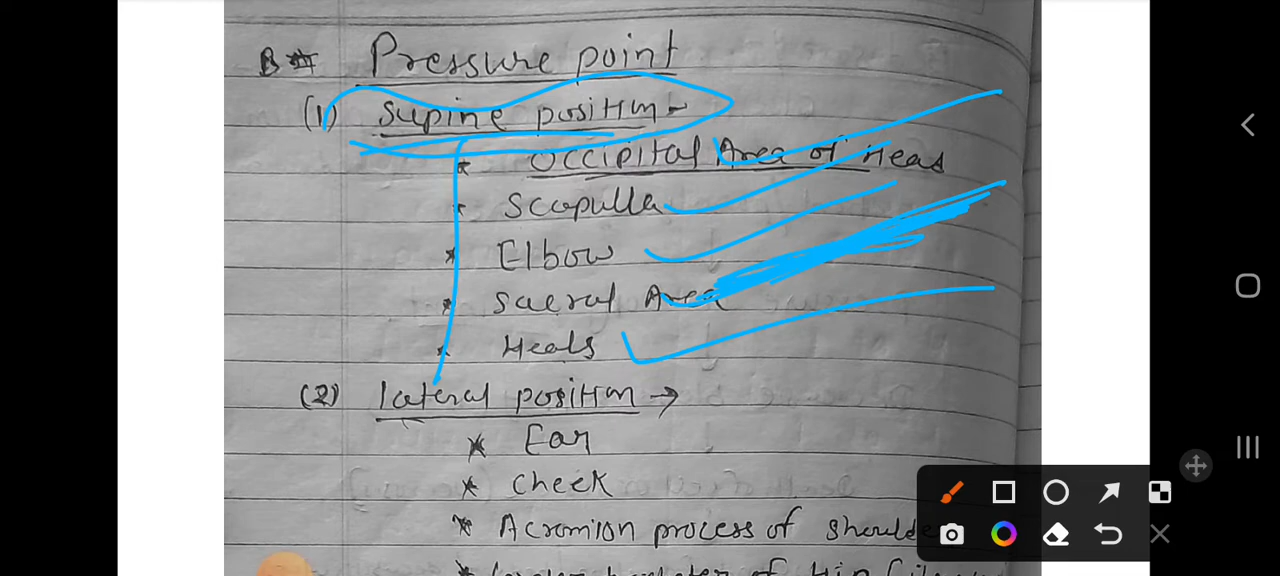 B# Pressure point
(1) Supine position -
* Occipital Area of Head
* Scapulla
* Elbow
* Sacral Area
* Heals
(2) lateral position →
* Ear
* Cheek
* Acromion process of